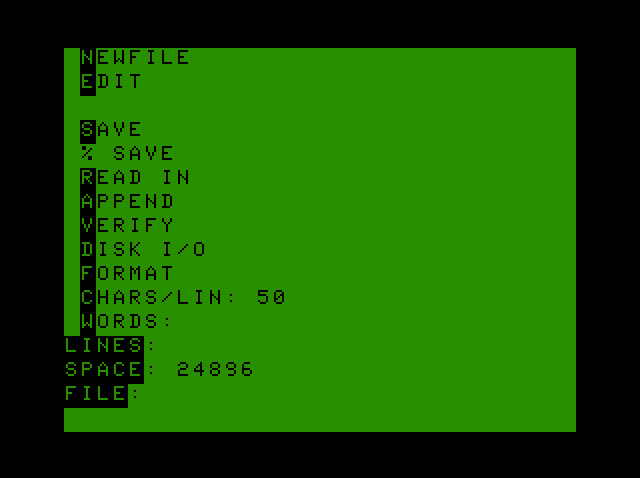 NEWFILE
EDIT
SAVE
% SAVE
READ IN
APPEND
VERIFY
DISK I/O
FORMAT
CHARS/LIN: 50
WORDS:
LINES:
SPACE: 24896
FILE: